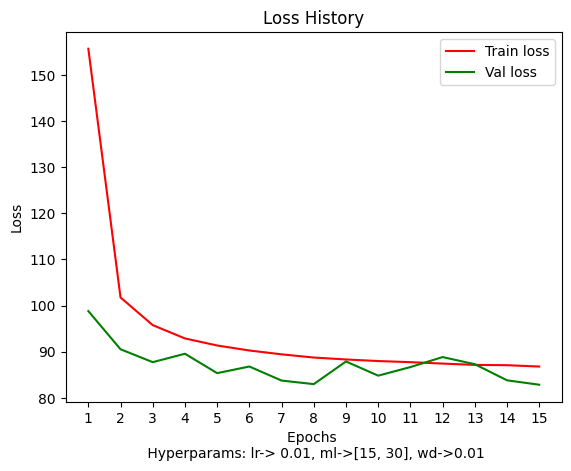 Loss History
Train loss
Val loss
Loss
150
140
130
120
110
100
90
80
1 2 3 4 5 6 7 8 9 10 11 12 13 14 15
Epochs
Hyperparams: lr-> 0.01, ml->[15, 30], wd->0.01